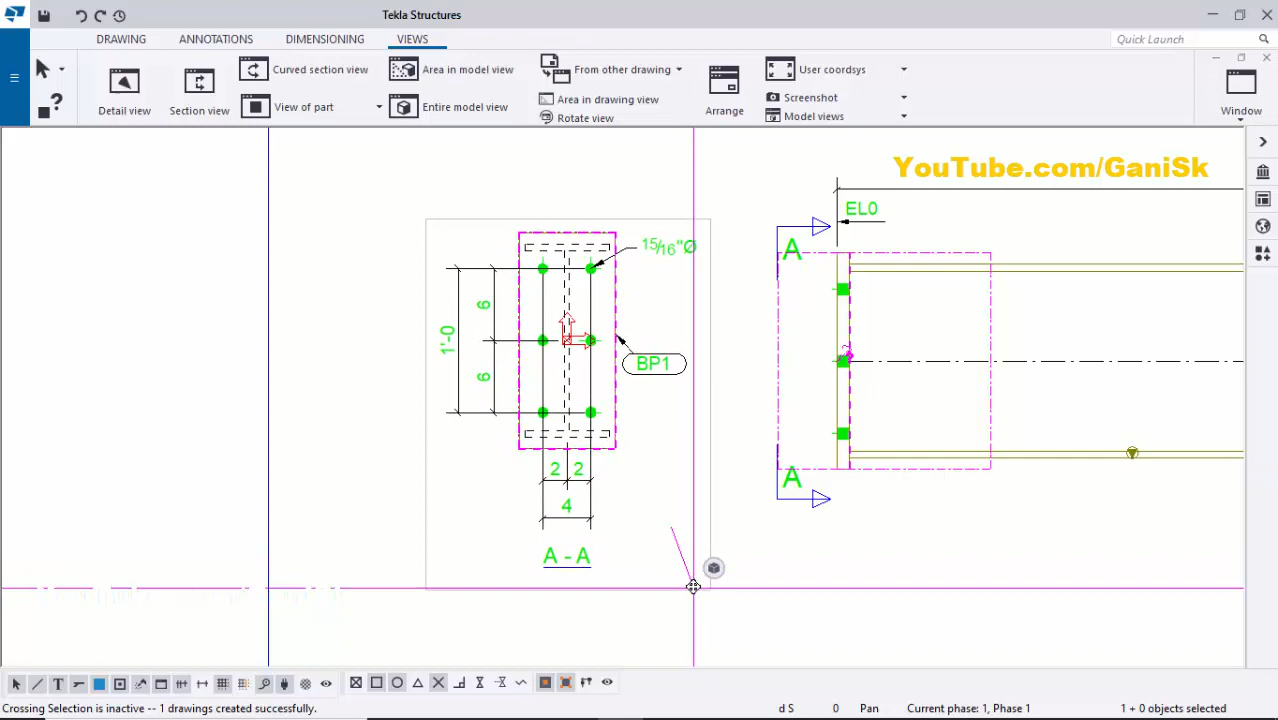 Tekla Structures
DRAWING ANNOTATIONS DIMENSIONING VIEWS
Quick Launch
Detail view
Section view
Curved section view
View of part
Area in model view
Entire model view
From other drawing
Area in drawing view
Rotate view
Arrange
User coordsys
Screenshot
Model views
Window
YouTube.com/GaniSk
15/16"Ø
EL0
A
6
1'-0
BP1
6
2 2
A
4
A - A
Crossing Selection is inactive -- 1 drawings created successfully.
d S 0 Pan Current phase: 1, Phase 1 1 + 0 objects selected